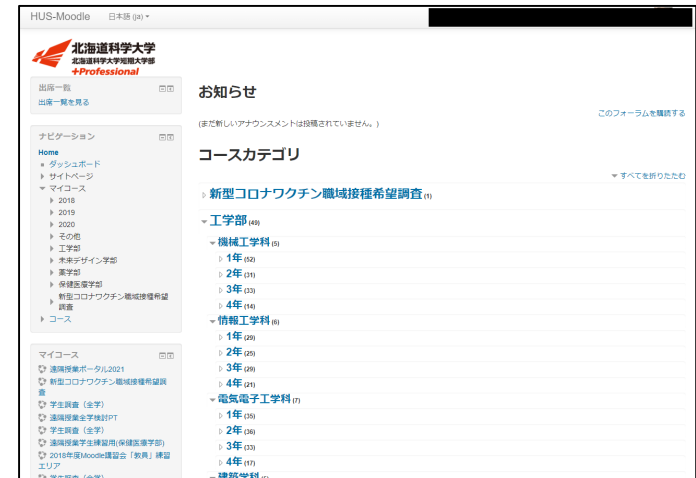 HUS-Moodle 日本語 (ja)
北海道科学大学
北海道科学大学短期大学部
+Professional
出席一覧
出席一覧を見る
ナビゲーション
Home
ダッシュボード
サイトページ
マイコース
2018
2019
2020
その他
工学部
未来デザイン学部
薬学部
保健医療学部
新型コロナワクチン職域接種希望
調査
コース
マイコース
遠隔授業ポータル2021
新型コロナワクチン職域接種希望調
査
学生調査（全学）
遠隔授業全学検討PT
学生調査（全学）
遠隔授業学生練習用(保健医療学部)
2018年度Moodle講習会「教員」練習
エリア
学生調査（全学）
お知らせ
このフォーラムを購読する
(まだ新しいアナウンスメントは投稿されていません。)
コースカテゴリ
すべてを折りたたむ
新型コロナワクチン職域接種希望調査 (1)
工学部 (49)
機械工学科 (5)
1年 (52)
2年 (31)
3年 (33)
4年 (14)
情報工学科 (6)
1年 (29)
2年 (25)
3年 (29)
4年 (21)
電気電子工学科 (7)
1年 (35)
2年 (36)
3年 (33)
4年 (17)
建築学科